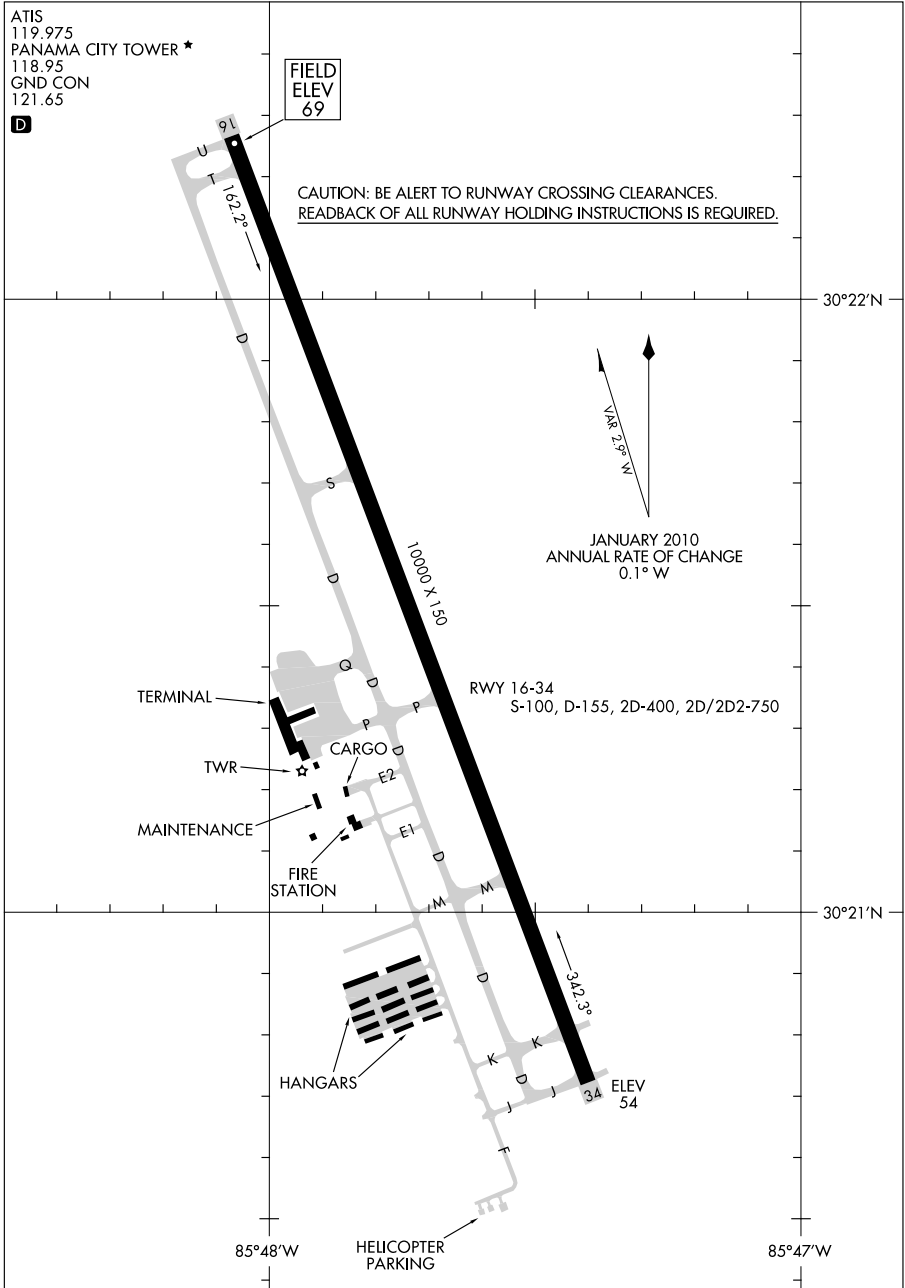 ATIS
119.975
PANAMA CITY TOWER ★
118.95
GND CON
121.65
D
FIELD
ELEV
69
16
U
T
162.2°
CAUTION: BE ALERT TO RUNWAY CROSSING CLEARANCES.
READBACK OF ALL RUNWAY HOLDING INSTRUCTIONS IS REQUIRED.
30°22'N
D
VAR 2.9° W
S
JANUARY 2010
ANNUAL RATE OF CHANGE
0.1° W
10000 X 150
D
Q
D
RWY 16-34
S-100, D-155, 2D-400, 2D/2D2-750
TERMINAL
P
P
CARGO
D
TWR
E2
MAINTENANCE
E1
FIRE
STATION
D
M
M
30°21'N
D
342.3°
K
K
HANGARS
D
J
J
34
ELEV
54
F
85°48'W
HELICOPTER
PARKING
85°47'W